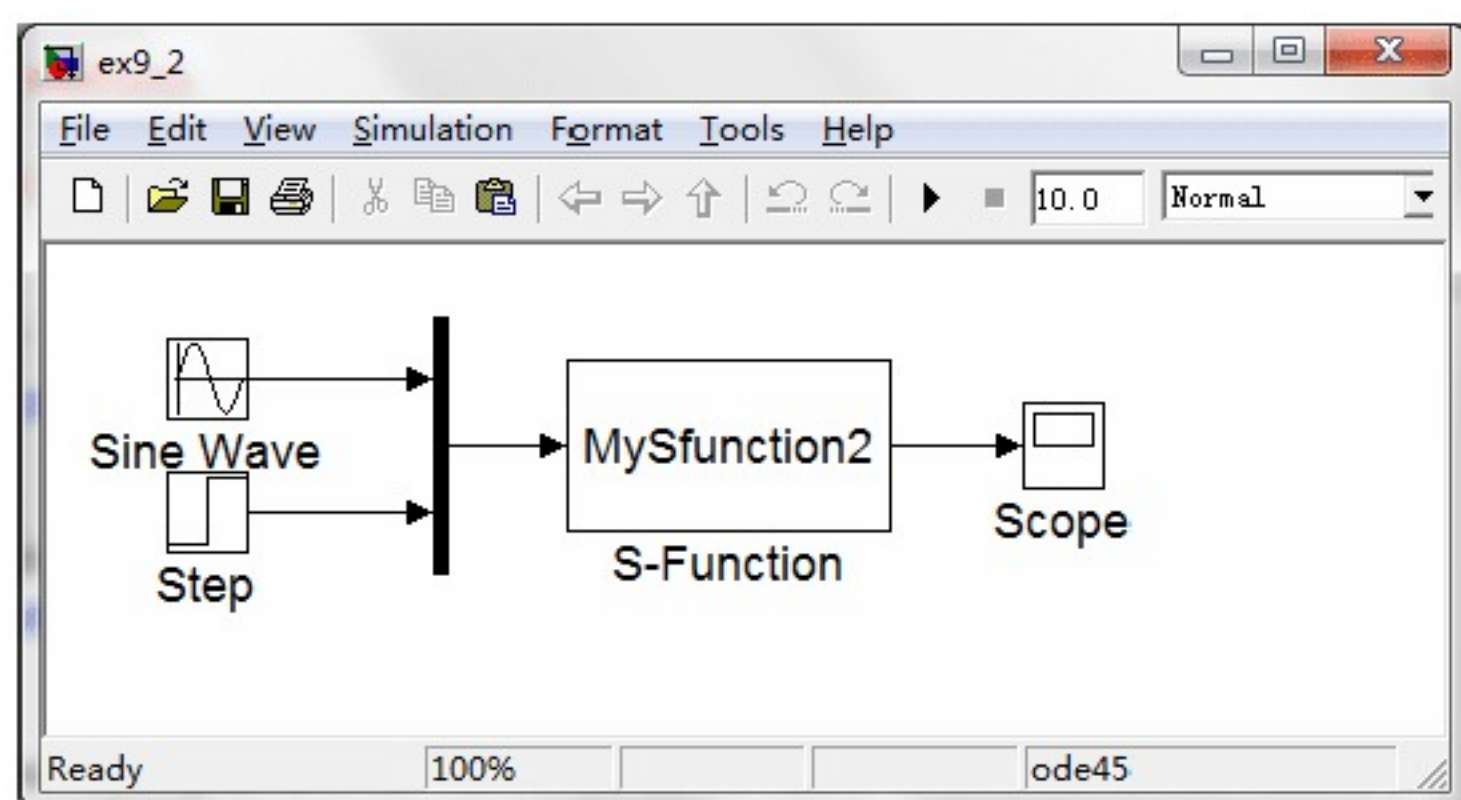 ex9_2
File Edit View Simulation Format Tools Help
10.0 Normal
Sine Wave
Step
MySfunction2
S-Function
Scope
Ready 100% ode45